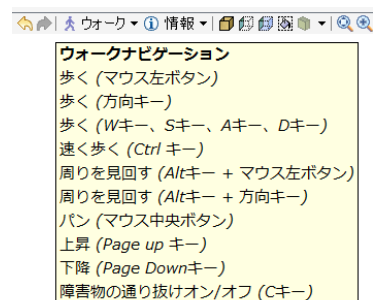 ウォーク 情報
ウォークナビゲーション
歩く (マウス左ボタン)
歩く (方向キー)
歩く (Wキー、Sキー、Aキー、Dキー)
速く歩く (Ctrl キー)
周りを見回す (Altキー + マウス左ボタン)
周りを見回す (Altキー + 方向キー)
パン (マウス中央ボタン)
上昇 (Page up キー)
下降 (Page Downキー)
障害物の通り抜けオン/オフ (Cキー)